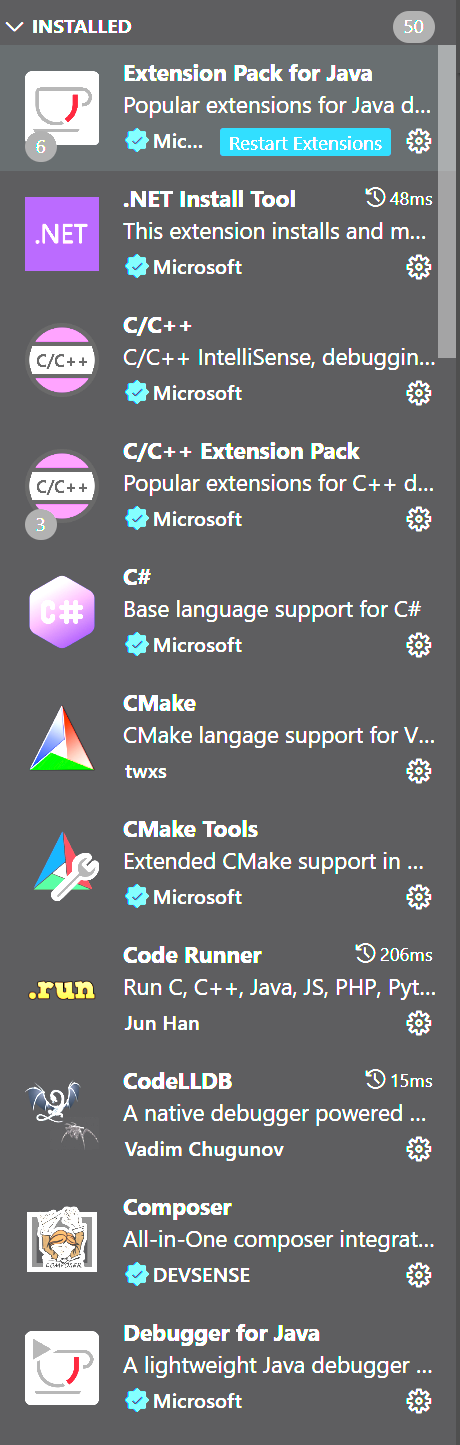 INSTALLED 50
Extension Pack for Java
Popular extensions for Java d...
6 Mic... Restart Extensions
.NET Install Tool 48ms
.NET This extension installs and m...
Microsoft
C/C++
C/C++ C/C++ IntelliSense, debuggin...
Microsoft
C/C++ Extension Pack
C/C++ Popular extensions for C++ d...
3 Microsoft
C#
C# Base language support for C#
Microsoft
CMake
CMake langage support for V...
twxs
CMake Tools
Extended CMake support in ...
Microsoft
Code Runner 206ms
.run Run C, C++, Java, JS, PHP, Pyt...
Jun Han
CodeLLDB 15ms
A native debugger powered ...
Vadim Chugunov
Composer
All-in-One composer integrat...
COMPOSER DEVSENSE
Debugger for Java
A lightweight Java debugger ...
Microsoft